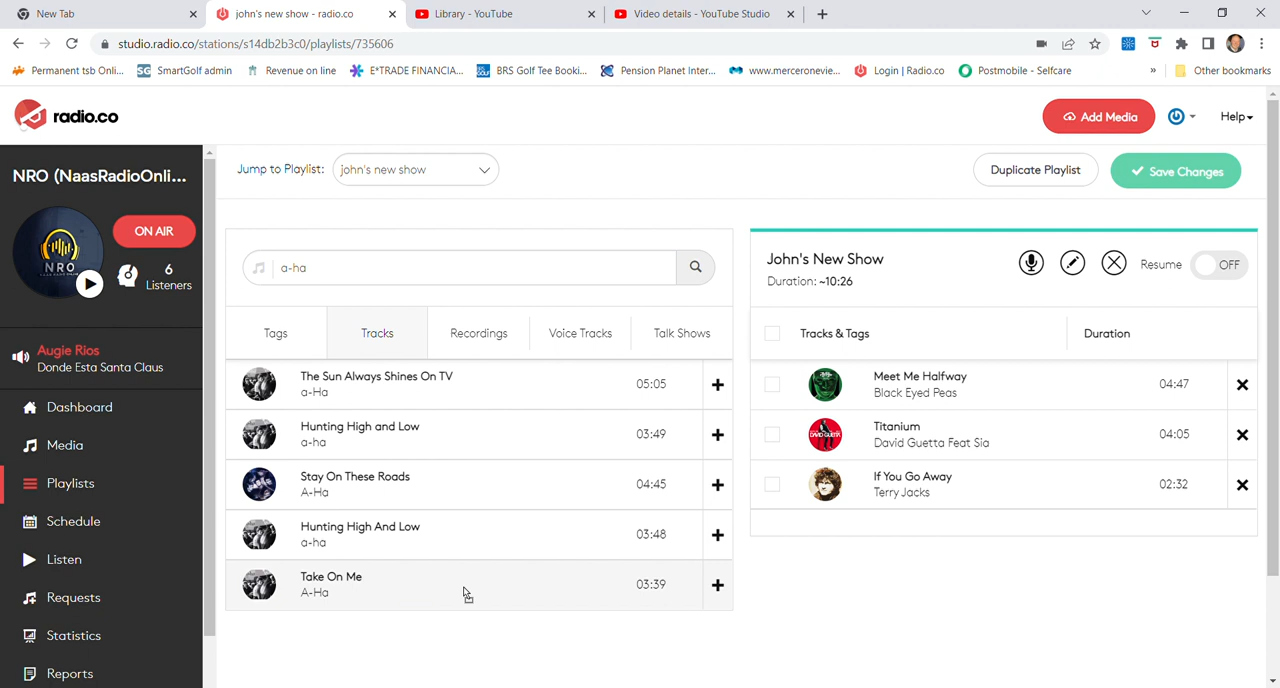 New Tab
john's new show - radio.co
Library - YouTube
Video details - YouTube Studio
studio.radio.co/stations/s14db2b3c0/playlists/735606
Permanent tsb Onli...
SG SmartGolf admin
Revenue on line
E*TRADE FINANCIA...
BRS Golf Tee Booki...
Pension Planet Inter...
www.merceronevie...
Login | Radio.co
Postmobile - Selfcare
»
Other bookmarks
radio.co
Add Media
Help
NRO (NaasRadioOnli...
NRO
ON AIR
6
Listeners
Augie Rios
Donde Esta Santa Claus
Dashboard
Media
Playlists
Schedule
Listen
Requests
Statistics
Reports
Jump to Playlist:
john's new show
Duplicate Playlist
Save Changes
a-ha
Tags
Tracks
Recordings
Voice Tracks
Talk Shows
The Sun Always Shines On TV
a-Ha
05:05
Hunting High and Low
a-ha
03:49
Stay On These Roads
A-Ha
04:45
Hunting High And Low
a-ha
03:48
Take On Me
A-Ha
03:39
John's New Show
Duration: ~10:26
Resume
OFF
Tracks & Tags
Duration
Meet Me Halfway
Black Eyed Peas
04:47
Titanium
David Guetta Feat Sia
04:05
If You Go Away
Terry Jacks
02:32